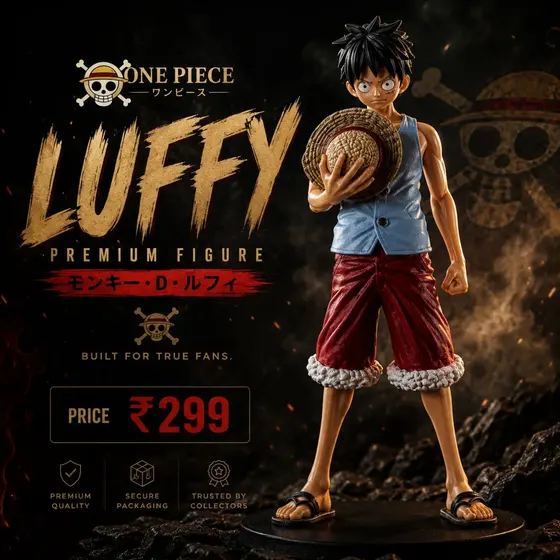 ONE PIECE
ワンピース
LUFFY
PREMIUM FIGURE
モンキー・D・ルフィ
BUILT FOR TRUE FANS.
PRICE ₹299
PREMIUM QUALITY
SECURE PACKAGING
TRUSTED BY COLLECTORS